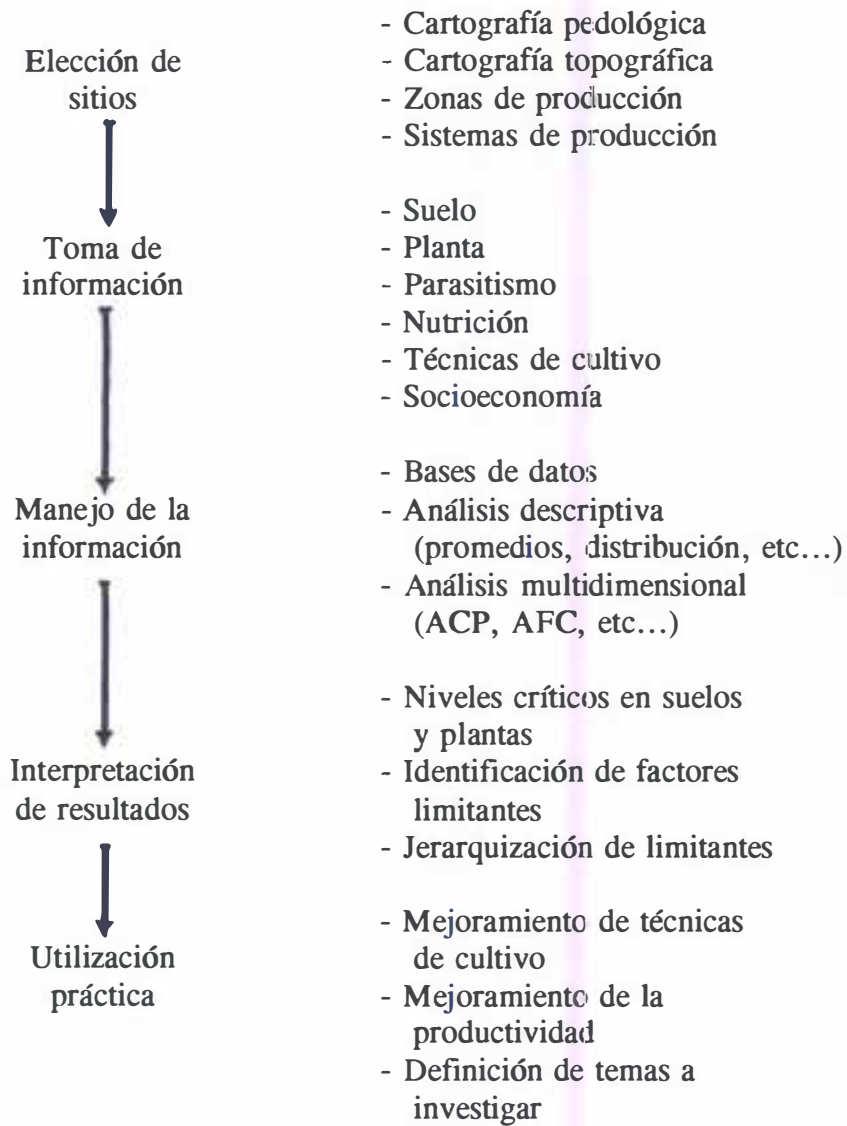 Elección de
sitios
- Cartografía pedológica
- Cartografía topográfica
- Zonas de producción
- Sistemas de producción
Toma de
información
- Suelo
- Planta
- Parasitismo
- Nutrición
- Técnicas de cultivo
- Socioeconomía
Manejo de la
información
- Bases de datos
- Análisis descriptiva
(promedios, distribución, etc...)
- Análisis multidimensional
(ACP, AFC, etc...)
Interpretación
de resultados
- Niveles críticos en suelos
y plantas
- Identificación de factores
limitantes
- Jerarquización de limitantes
Utilización
práctica
- Mejoramiento de técnicas
de cultivo
- Mejoramiento de la
productividad
- Definición de temas a
investigar